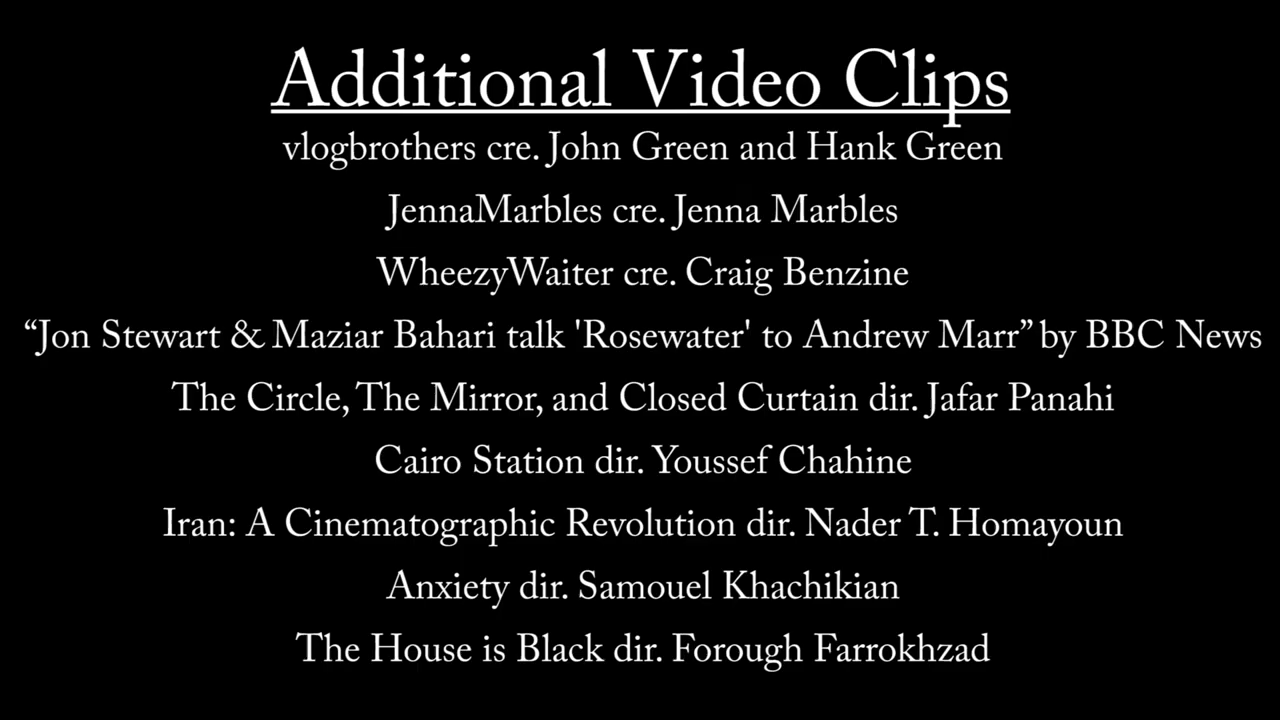 Additional Video Clips
vlogbrothers cre. John Green and Hank Green
JennaMarbles cre. Jenna Marbles
WheezyWaiter cre. Craig Benzine
“Jon Stewart & Maziar Bahari talk 'Rosewater' to Andrew Marr” by BBC News
The Circle, The Mirror, and Closed Curtain dir. Jafar Panahi
Cairo Station dir. Youssef Chahine
Iran: A Cinematographic Revolution dir. Nader T. Homayoun
Anxiety dir. Samouel Khachikian
The House is Black dir. Forough Farrokhzad